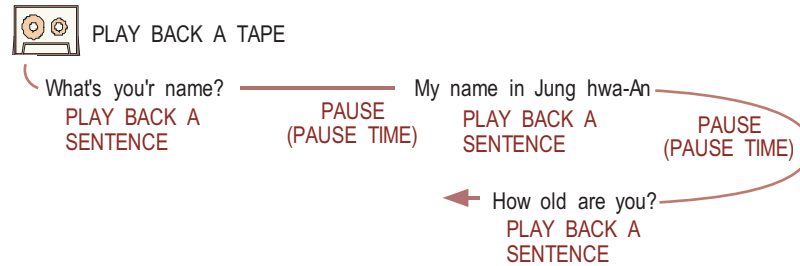 PLAY BACK A TAPE
What's you'r name?
PLAY BACK A
SENTENCE
PAUSE
(PAUSE TIME)
My name in Jung hwa-An
PLAY BACK A
SENTENCE
PAUSE
(PAUSE TIME)
How old are you?
PLAY BACK A
SENTENCE